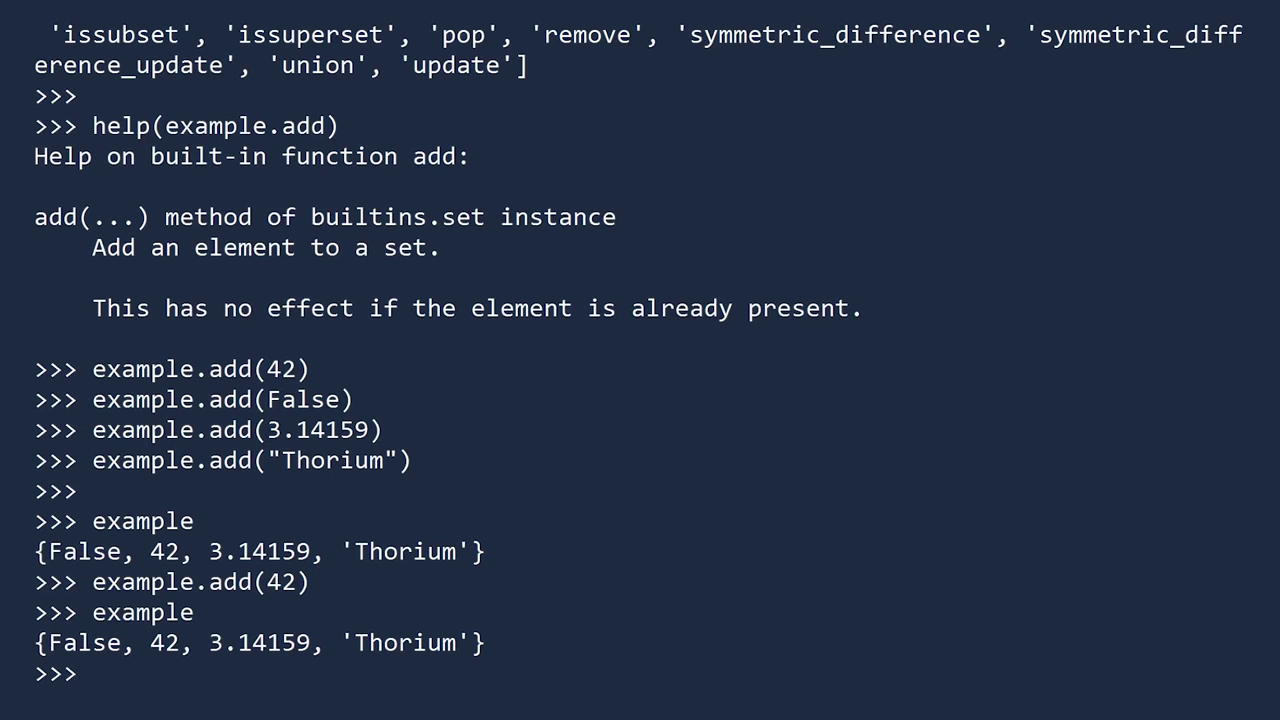 'issubset', 'issuperset', 'pop', 'remove', 'symmetric_difference', 'symmetric_diff
erence_update', 'union', 'update']
>>>
>>> help(example.add)
Help on built-in function add:
add(...) method of builtins.set instance
Add an element to a set.
This has no effect if the element is already present.
>>> example.add(42)
>>> example.add(False)
>>> example.add(3.14159)
>>> example.add("Thorium")
>>>
>>> example
{False, 42, 3.14159, 'Thorium'}
>>> example.add(42)
>>> example
{False, 42, 3.14159, 'Thorium'}
>>>